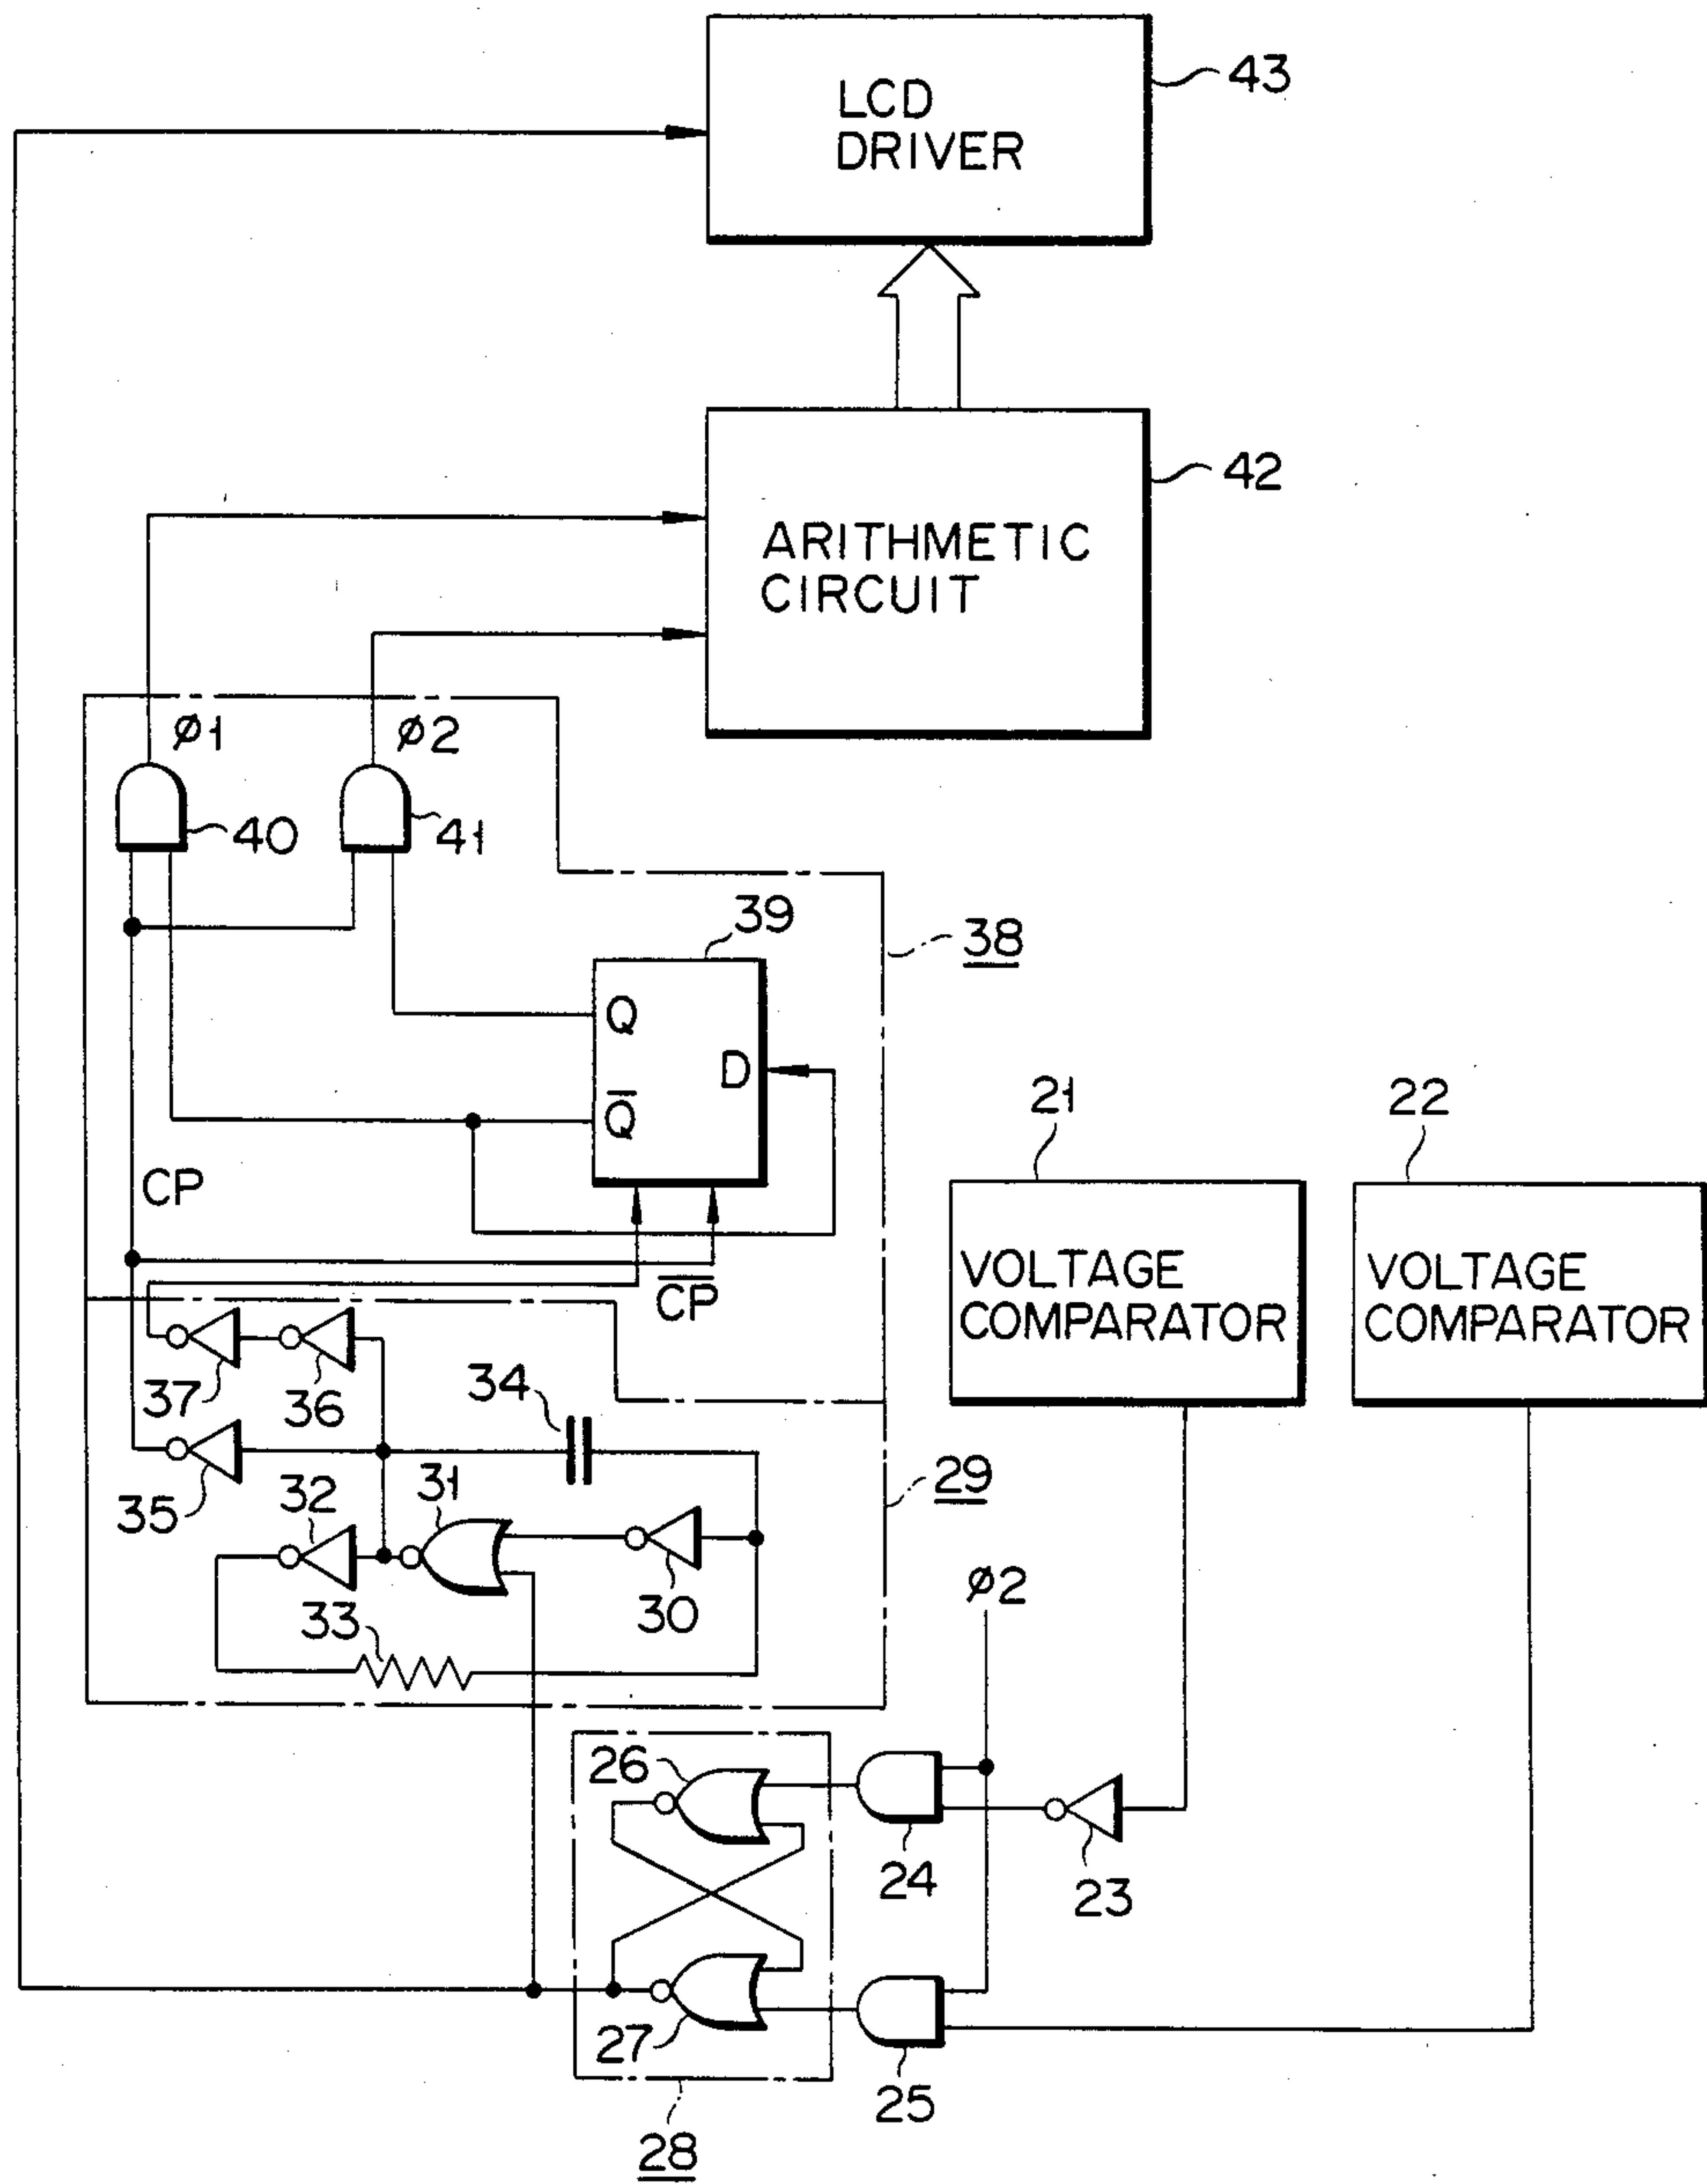 LCD
DRIVER
43
42
ARITHMETIC
CIRCUIT
ø1
ø2
40
41
39
38
Q
D
Q̅
CP
C̅P̅
21
22
VOLTAGE
COMPARATOR
VOLTAGE
COMPARATOR
37
36
34
35
32
31
29
33
30
ø2
26
24
23
27
25
28